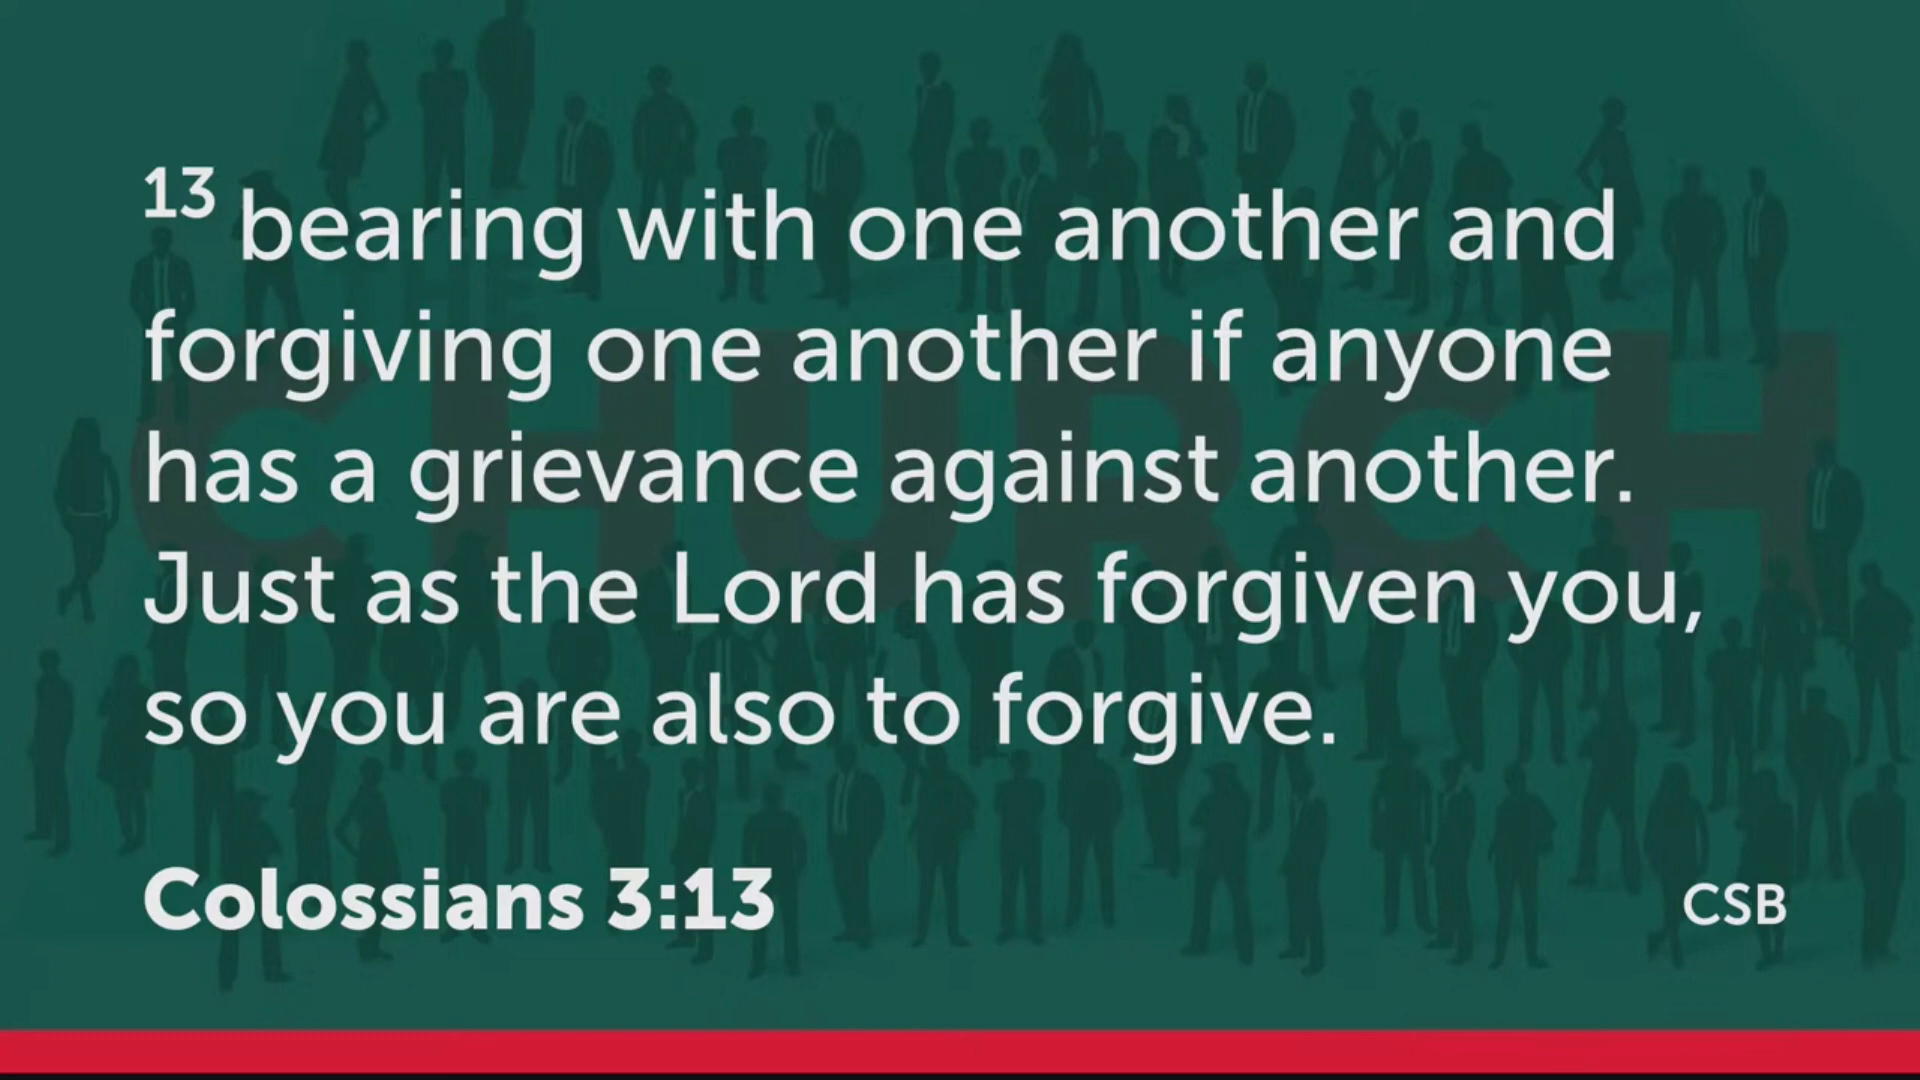 13 bearing with one another and
forgiving one another if anyone
has a grievance against another.
Just as the Lord has forgiven you,
so you are also to forgive.
Colossians 3:13
CSB
CHURCH